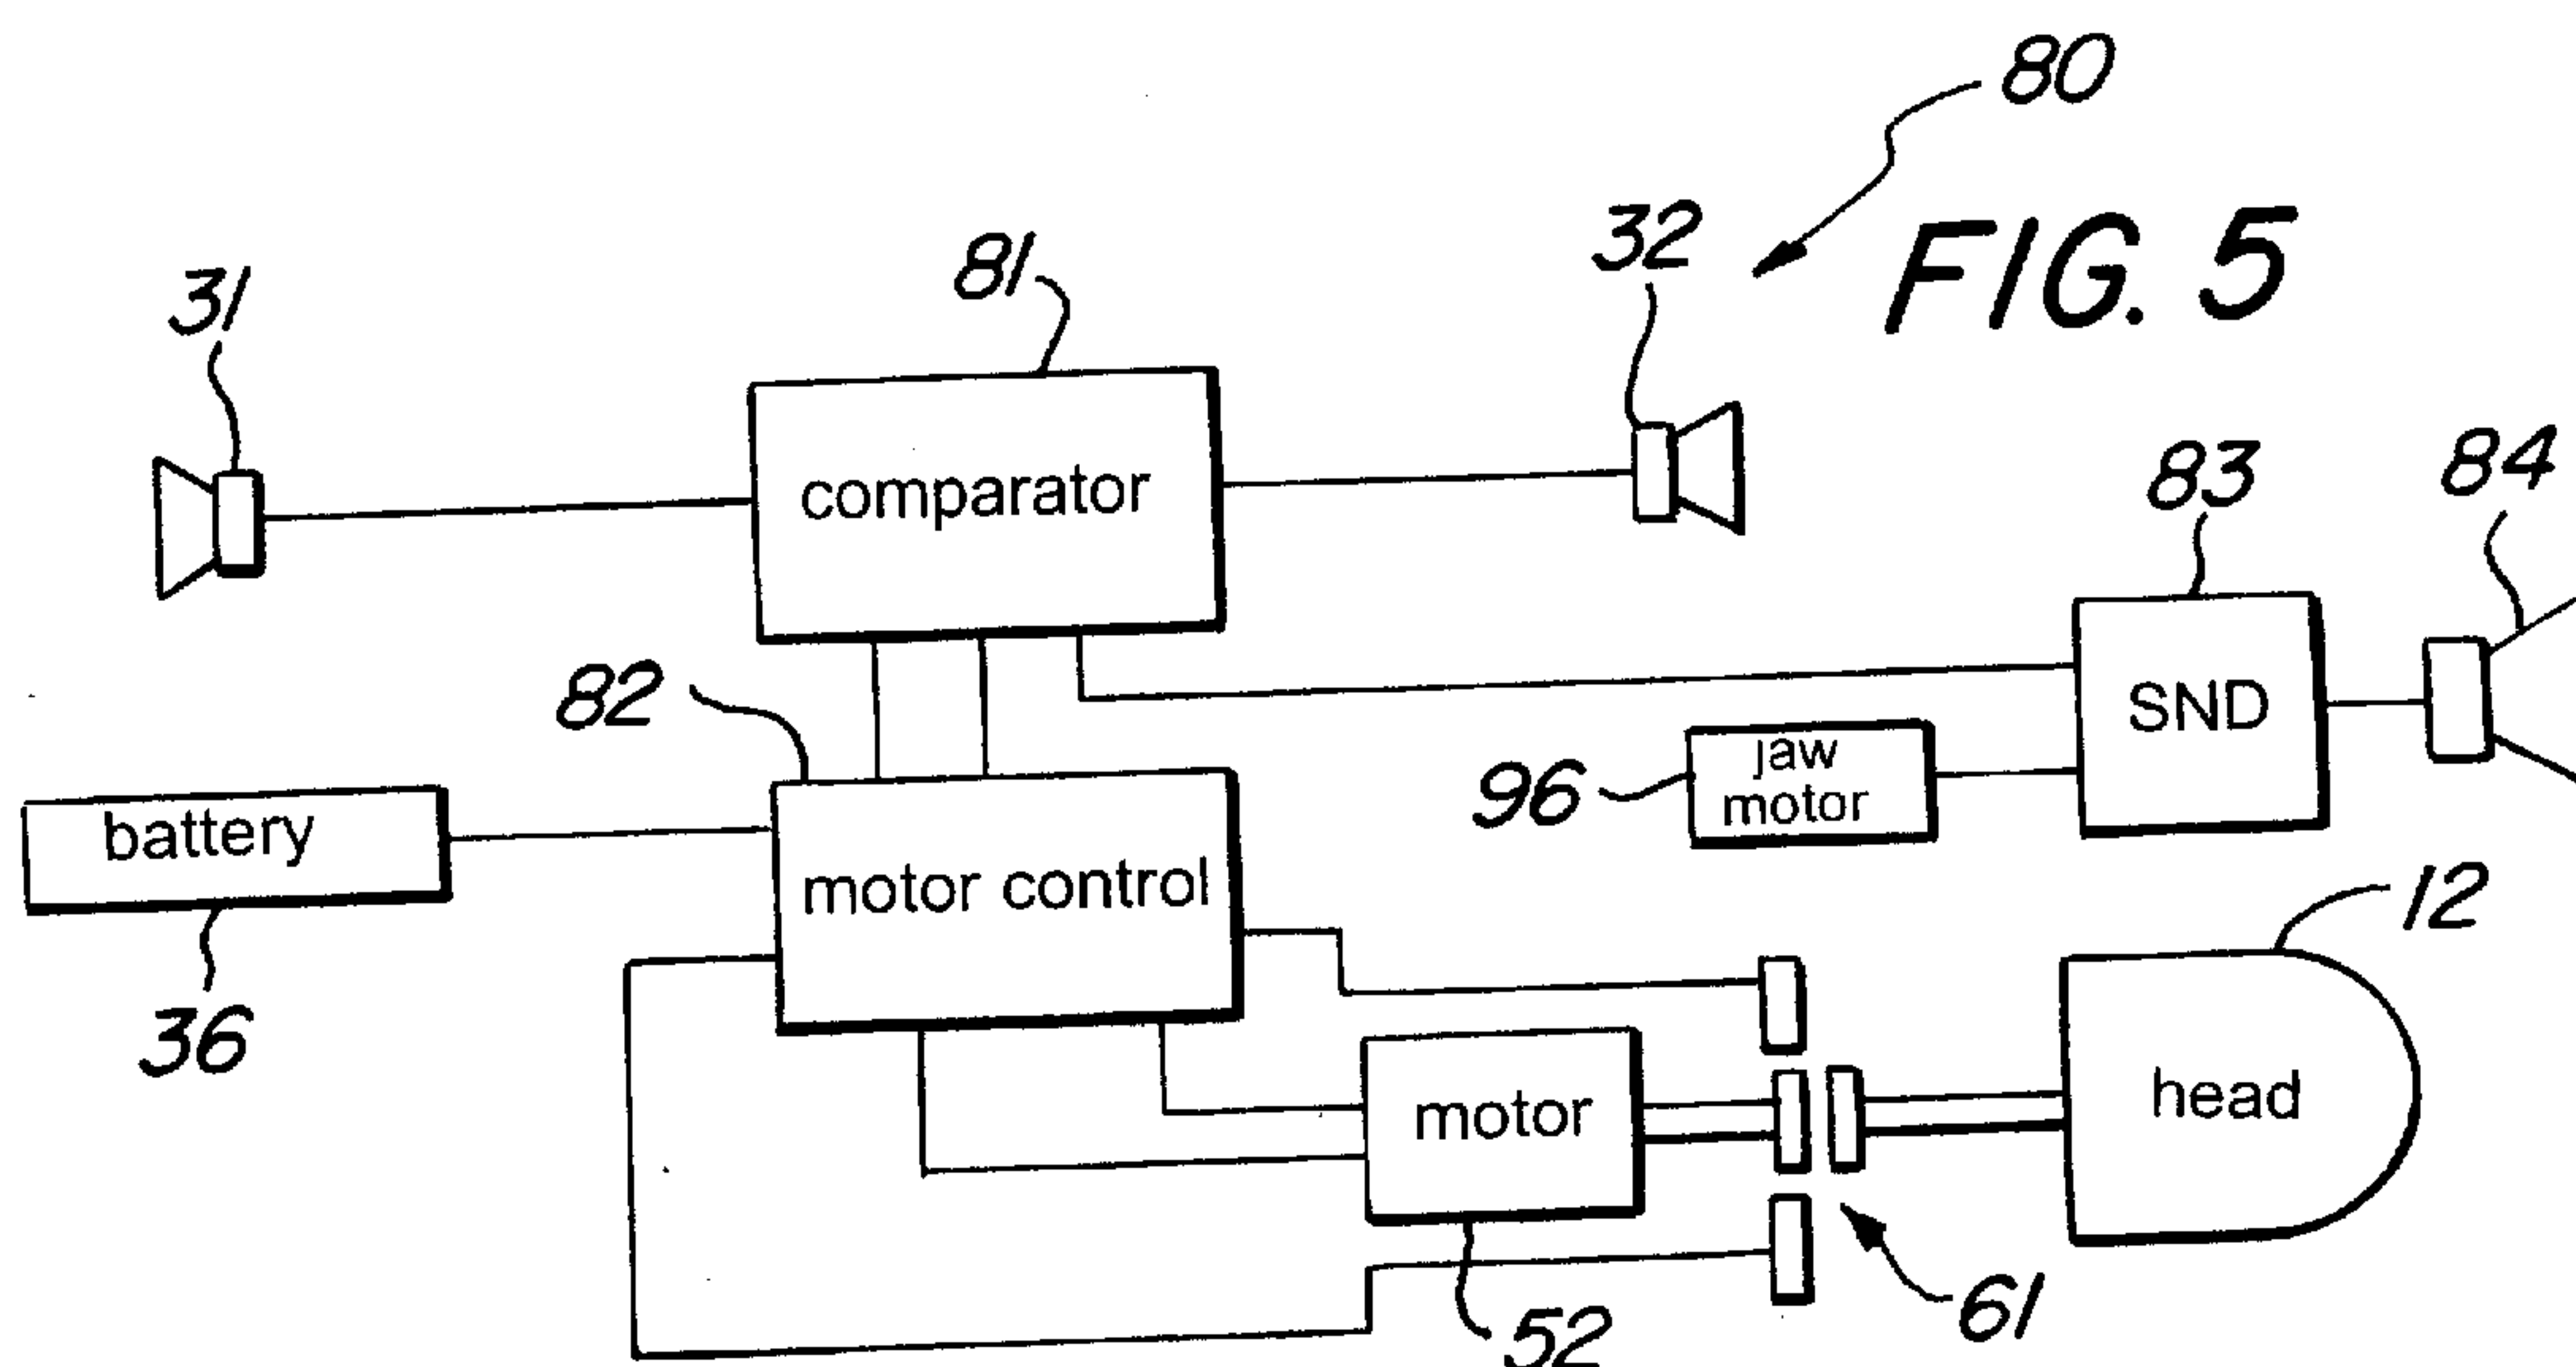 80
FIG. 5
32
81
31
comparator
84
83
82
SND
jaw
motor
96
battery
motor control
12
36
motor
head
61
52